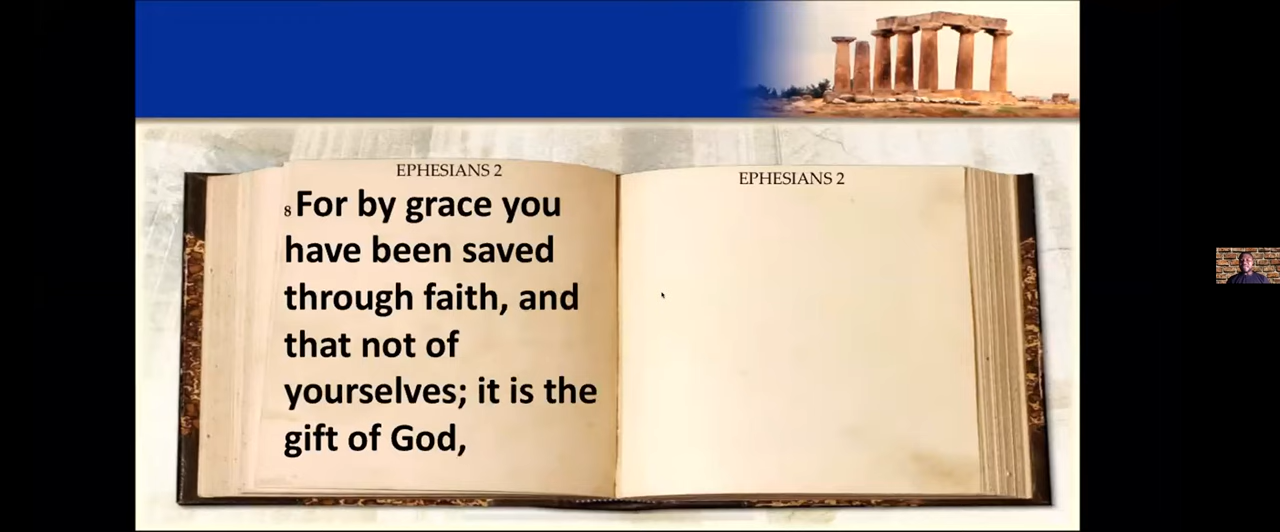 EPHESIANS 2
8 For by grace you
have been saved
through faith, and
that not of
yourselves; it is the
gift of God,
EPHESIANS 2